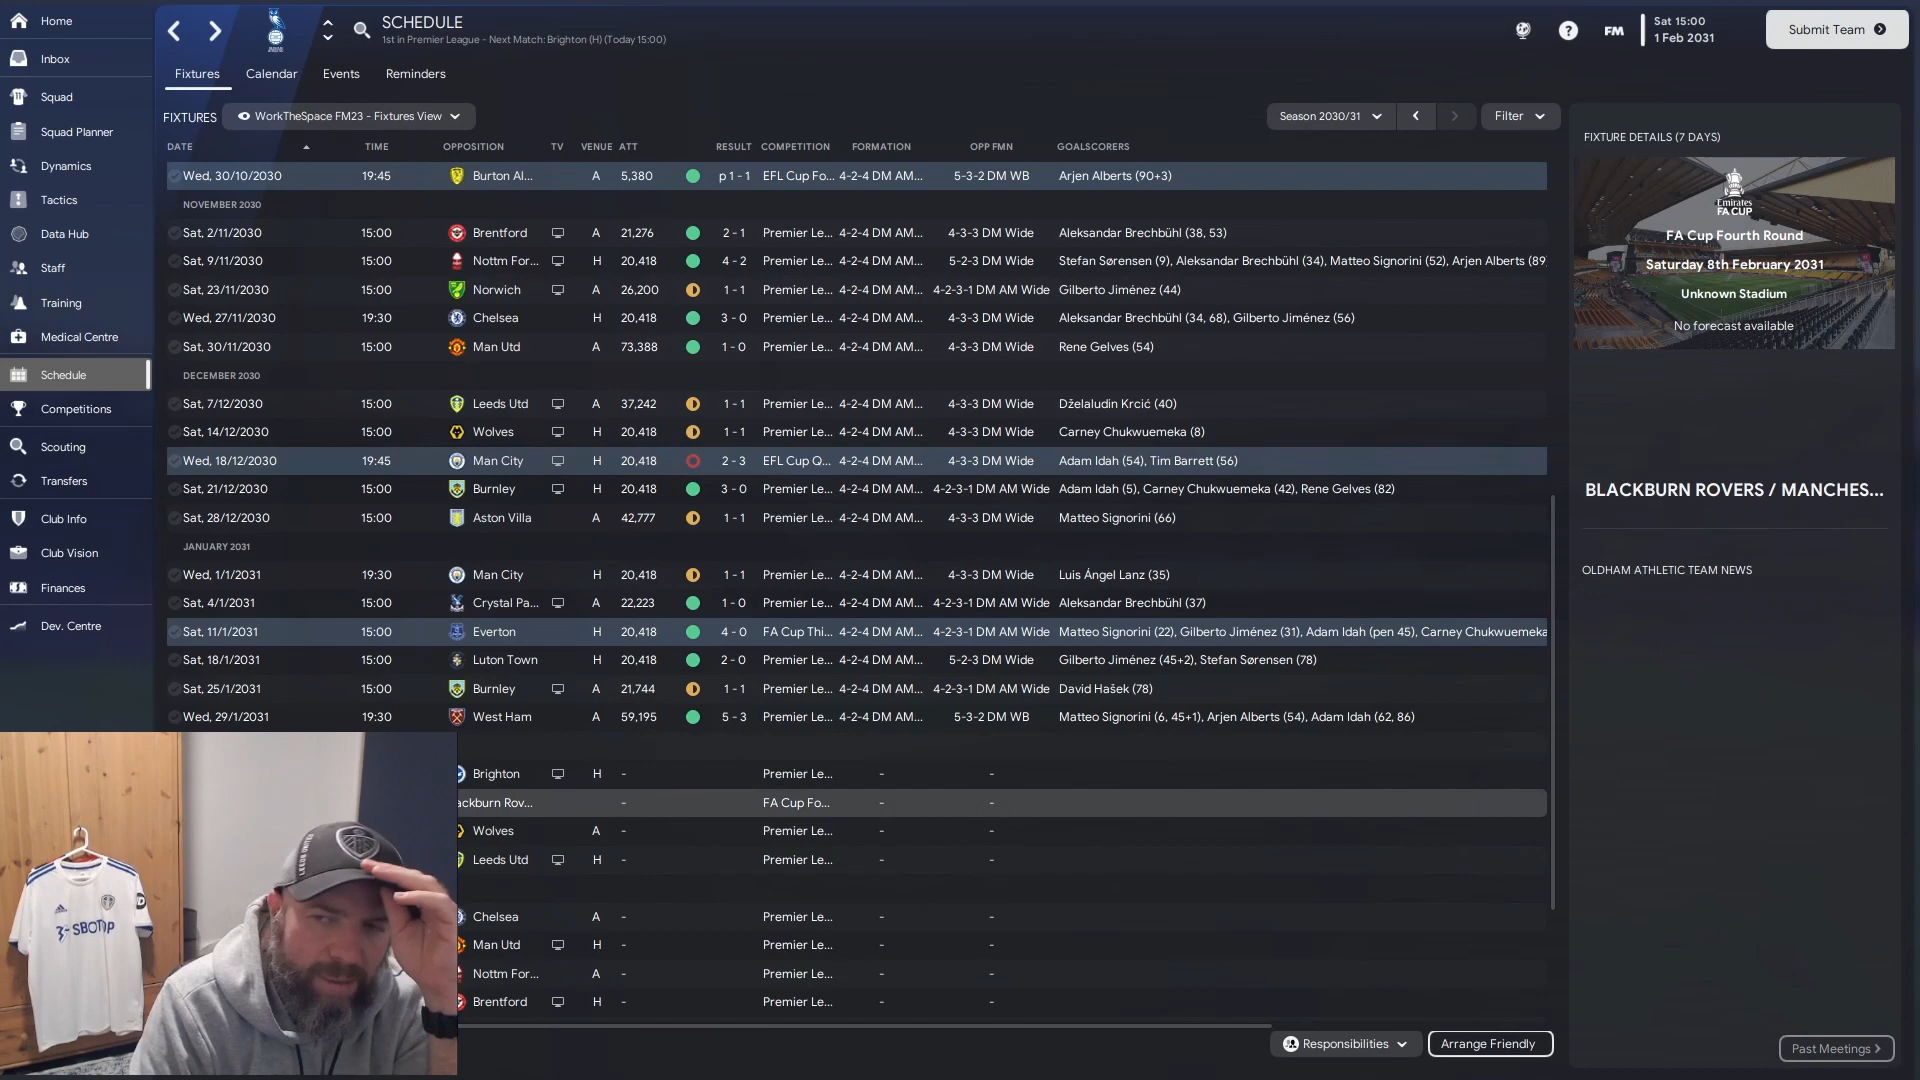 Home
Inbox
Squad
Squad Planner
Dynamics
Tactics
Data Hub
Staff
Training
Medical Centre
Schedule
Competitions
Scouting
Transfers
Club Info
Club Vision
Finances
Dev. Centre
SCHEDULE
1st in Premier League - Next Match: Brighton (H) (Today 15:00)
FM
Sat 15:00
1 Feb 2031
Submit Team
Fixtures Calendar Events Reminders
FIXTURES WorkTheSpace FM23 - Fixtures View
Season 2030/31 Filter
DATE TIME OPPOSITION TV VENUE ATT RESULT COMPETITION FORMATION OPP FMN GOALSCORERS
Wed, 30/10/2030 19:45 Burton Al... A 5,380 p 1 - 1 EFL Cup Fo... 4-2-4 DM AM... 5-3-2 DM WB Arjen Alberts (90+3)
NOVEMBER 2030
Sat, 2/11/2030 15:00 Brentford A 21,276 2 - 1 Premier Le... 4-2-4 DM AM... 4-3-3 DM Wide Aleksandar Brechbühl (38, 53)
Sat, 9/11/2030 15:00 Nottm For... H 20,418 4 - 2 Premier Le... 4-2-4 DM AM... 5-2-3 DM Wide Stefan Sørensen (9), Aleksandar Brechbühl (34), Matteo Signorini (52), Arjen Alberts (89
Sat, 23/11/2030 15:00 Norwich A 26,200 1 - 1 Premier Le... 4-2-4 DM AM... 4-2-3-1 DM AM Wide Gilberto Jiménez (44)
Wed, 27/11/2030 19:30 Chelsea H 20,418 3 - 0 Premier Le... 4-2-4 DM AM... 4-3-3 DM Wide Aleksandar Brechbühl (34, 68), Gilberto Jiménez (56)
Sat, 30/11/2030 15:00 Man Utd A 73,388 1 - 0 Premier Le... 4-2-4 DM AM... 4-3-3 DM Wide Rene Gelves (54)
DECEMBER 2030
Sat, 7/12/2030 15:00 Leeds Utd A 37,242 1 - 1 Premier Le... 4-2-4 DM AM... 4-3-3 DM Wide Dželaludin Krcić (40)
Sat, 14/12/2030 15:00 Wolves H 20,418 1 - 1 Premier Le... 4-2-4 DM AM... 4-3-3 DM Wide Carney Chukwuemeka (8)
Wed, 18/12/2030 19:45 Man City H 20,418 2 - 3 EFL Cup Q... 4-2-4 DM AM... 4-3-3 DM Wide Adam Idah (54), Tim Barrett (56)
Sat, 21/12/2030 15:00 Burnley H 20,418 3 - 0 Premier Le... 4-2-4 DM AM... 4-2-3-1 DM AM Wide Adam Idah (5), Carney Chukwuemeka (42), Rene Gelves (82)
Sat, 28/12/2030 15:00 Aston Villa A 42,777 1 - 1 Premier Le... 4-2-4 DM AM... 4-3-3 DM Wide Matteo Signorini (66)
JANUARY 2031
Wed, 1/1/2031 19:30 Man City H 20,418 1 - 1 Premier Le... 4-2-4 DM AM... 4-3-3 DM Wide Luis Ángel Lanz (35)
Sat, 4/1/2031 15:00 Crystal Pa... A 22,223 1 - 0 Premier Le... 4-2-4 DM AM... 4-2-3-1 DM AM Wide Aleksandar Brechbühl (37)
Sat, 11/1/2031 15:00 Everton H 20,418 4 - 0 FA Cup Thi... 4-2-4 DM AM... 4-2-3-1 DM AM Wide Matteo Signorini (22), Gilberto Jiménez (31), Adam Idah (pen 45), Carney Chukwuemeka
Sat, 18/1/2031 15:00 Luton Town H 20,418 2 - 0 Premier Le... 4-2-4 DM AM... 5-2-3 DM Wide Gilberto Jiménez (45+2), Stefan Sørensen (78)
Sat, 25/1/2031 15:00 Burnley A 21,744 1 - 1 Premier Le... 4-2-4 DM AM... 4-2-3-1 DM AM Wide David Hašek (78)
Wed, 29/1/2031 19:30 West Ham A 59,195 5 - 3 Premier Le... 4-2-4 DM AM... 5-3-2 DM WB Matteo Signorini (6, 45+1), Arjen Alberts (54), Adam Idah (62, 86)
Brighton H - Premier Le... - -
ackburn Rov... - FA Cup Fo... - -
Wolves A - Premier Le... - -
Leeds Utd H - Premier Le... - -
Chelsea A - Premier Le... - -
Man Utd H - Premier Le... - -
Nottm For... A - Premier Le... - -
Brentford H - Premier Le... - -
Responsibilities Arrange Friendly
FIXTURE DETAILS (7 DAYS)
Emirates
FA CUP
FA Cup Fourth Round
Saturday 8th February 2031
Unknown Stadium
No forecast available
BLACKBURN ROVERS / MANCHES...
OLDHAM ATHLETIC TEAM NEWS
Past Meetings
LEEDS UNITED
adidas
SBOTOP